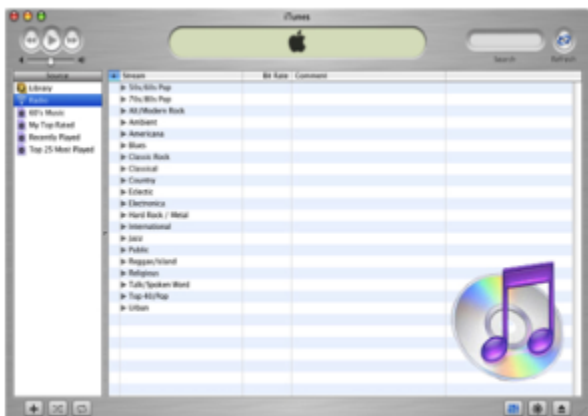 iTunes
Search
Refresh
Source
Library
Radio
60's Music
My Top Rated
Recently Played
Top 25 Most Played
Stream Bit Rate Comment
50s/60s Pop
70s/80s Pop
Alt/Modern Rock
Ambient
Americana
Blues
Classic Rock
Classical
Country
Eclectic
Electronica
Hard Rock / Metal
International
Jazz
Public
Reggae/Island
Religious
Talk/Spoken Word
Top 40/Pop
Urban